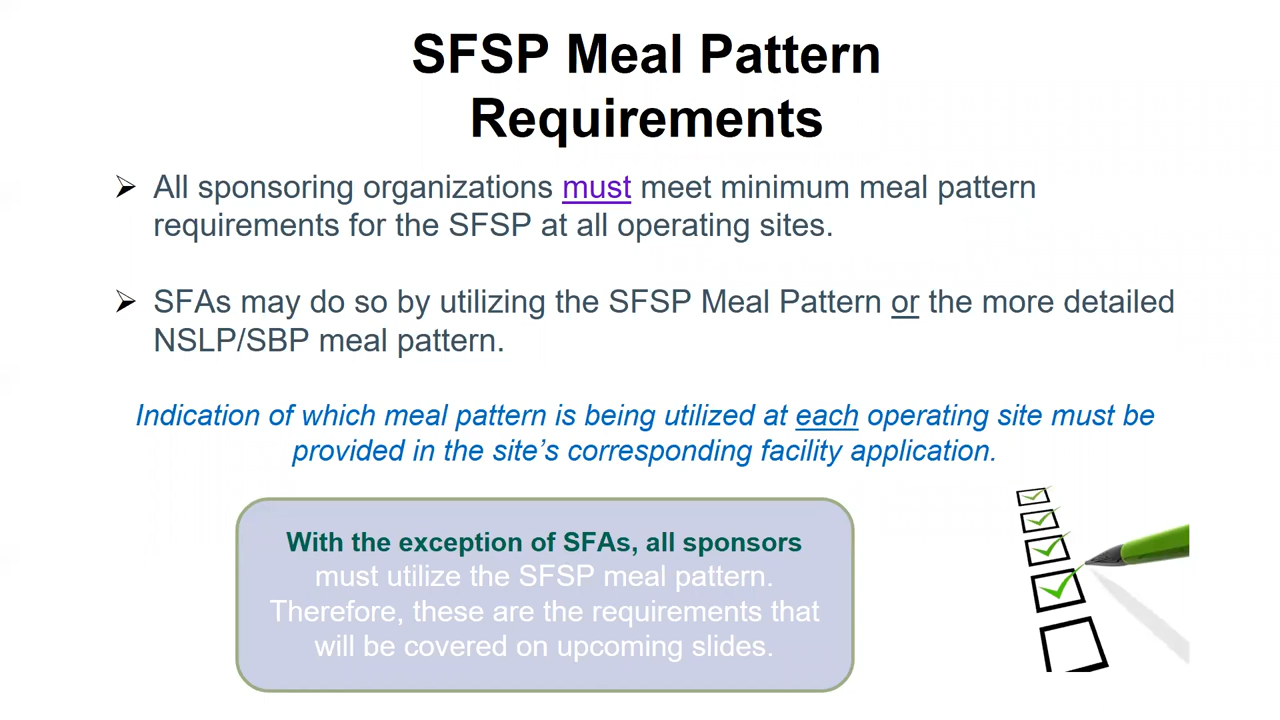 SFSP Meal Pattern
Requirements
➢ All sponsoring organizations must meet minimum meal pattern
requirements for the SFSP at all operating sites.
➢ SFAs may do so by utilizing the SFSP Meal Pattern or the more detailed
NSLP/SBP meal pattern.
Indication of which meal pattern is being utilized at each operating site must be
provided in the site’s corresponding facility application.
With the exception of SFAs, all sponsors
must utilize the SFSP meal pattern.
Therefore, these are the requirements that
will be covered on upcoming slides.